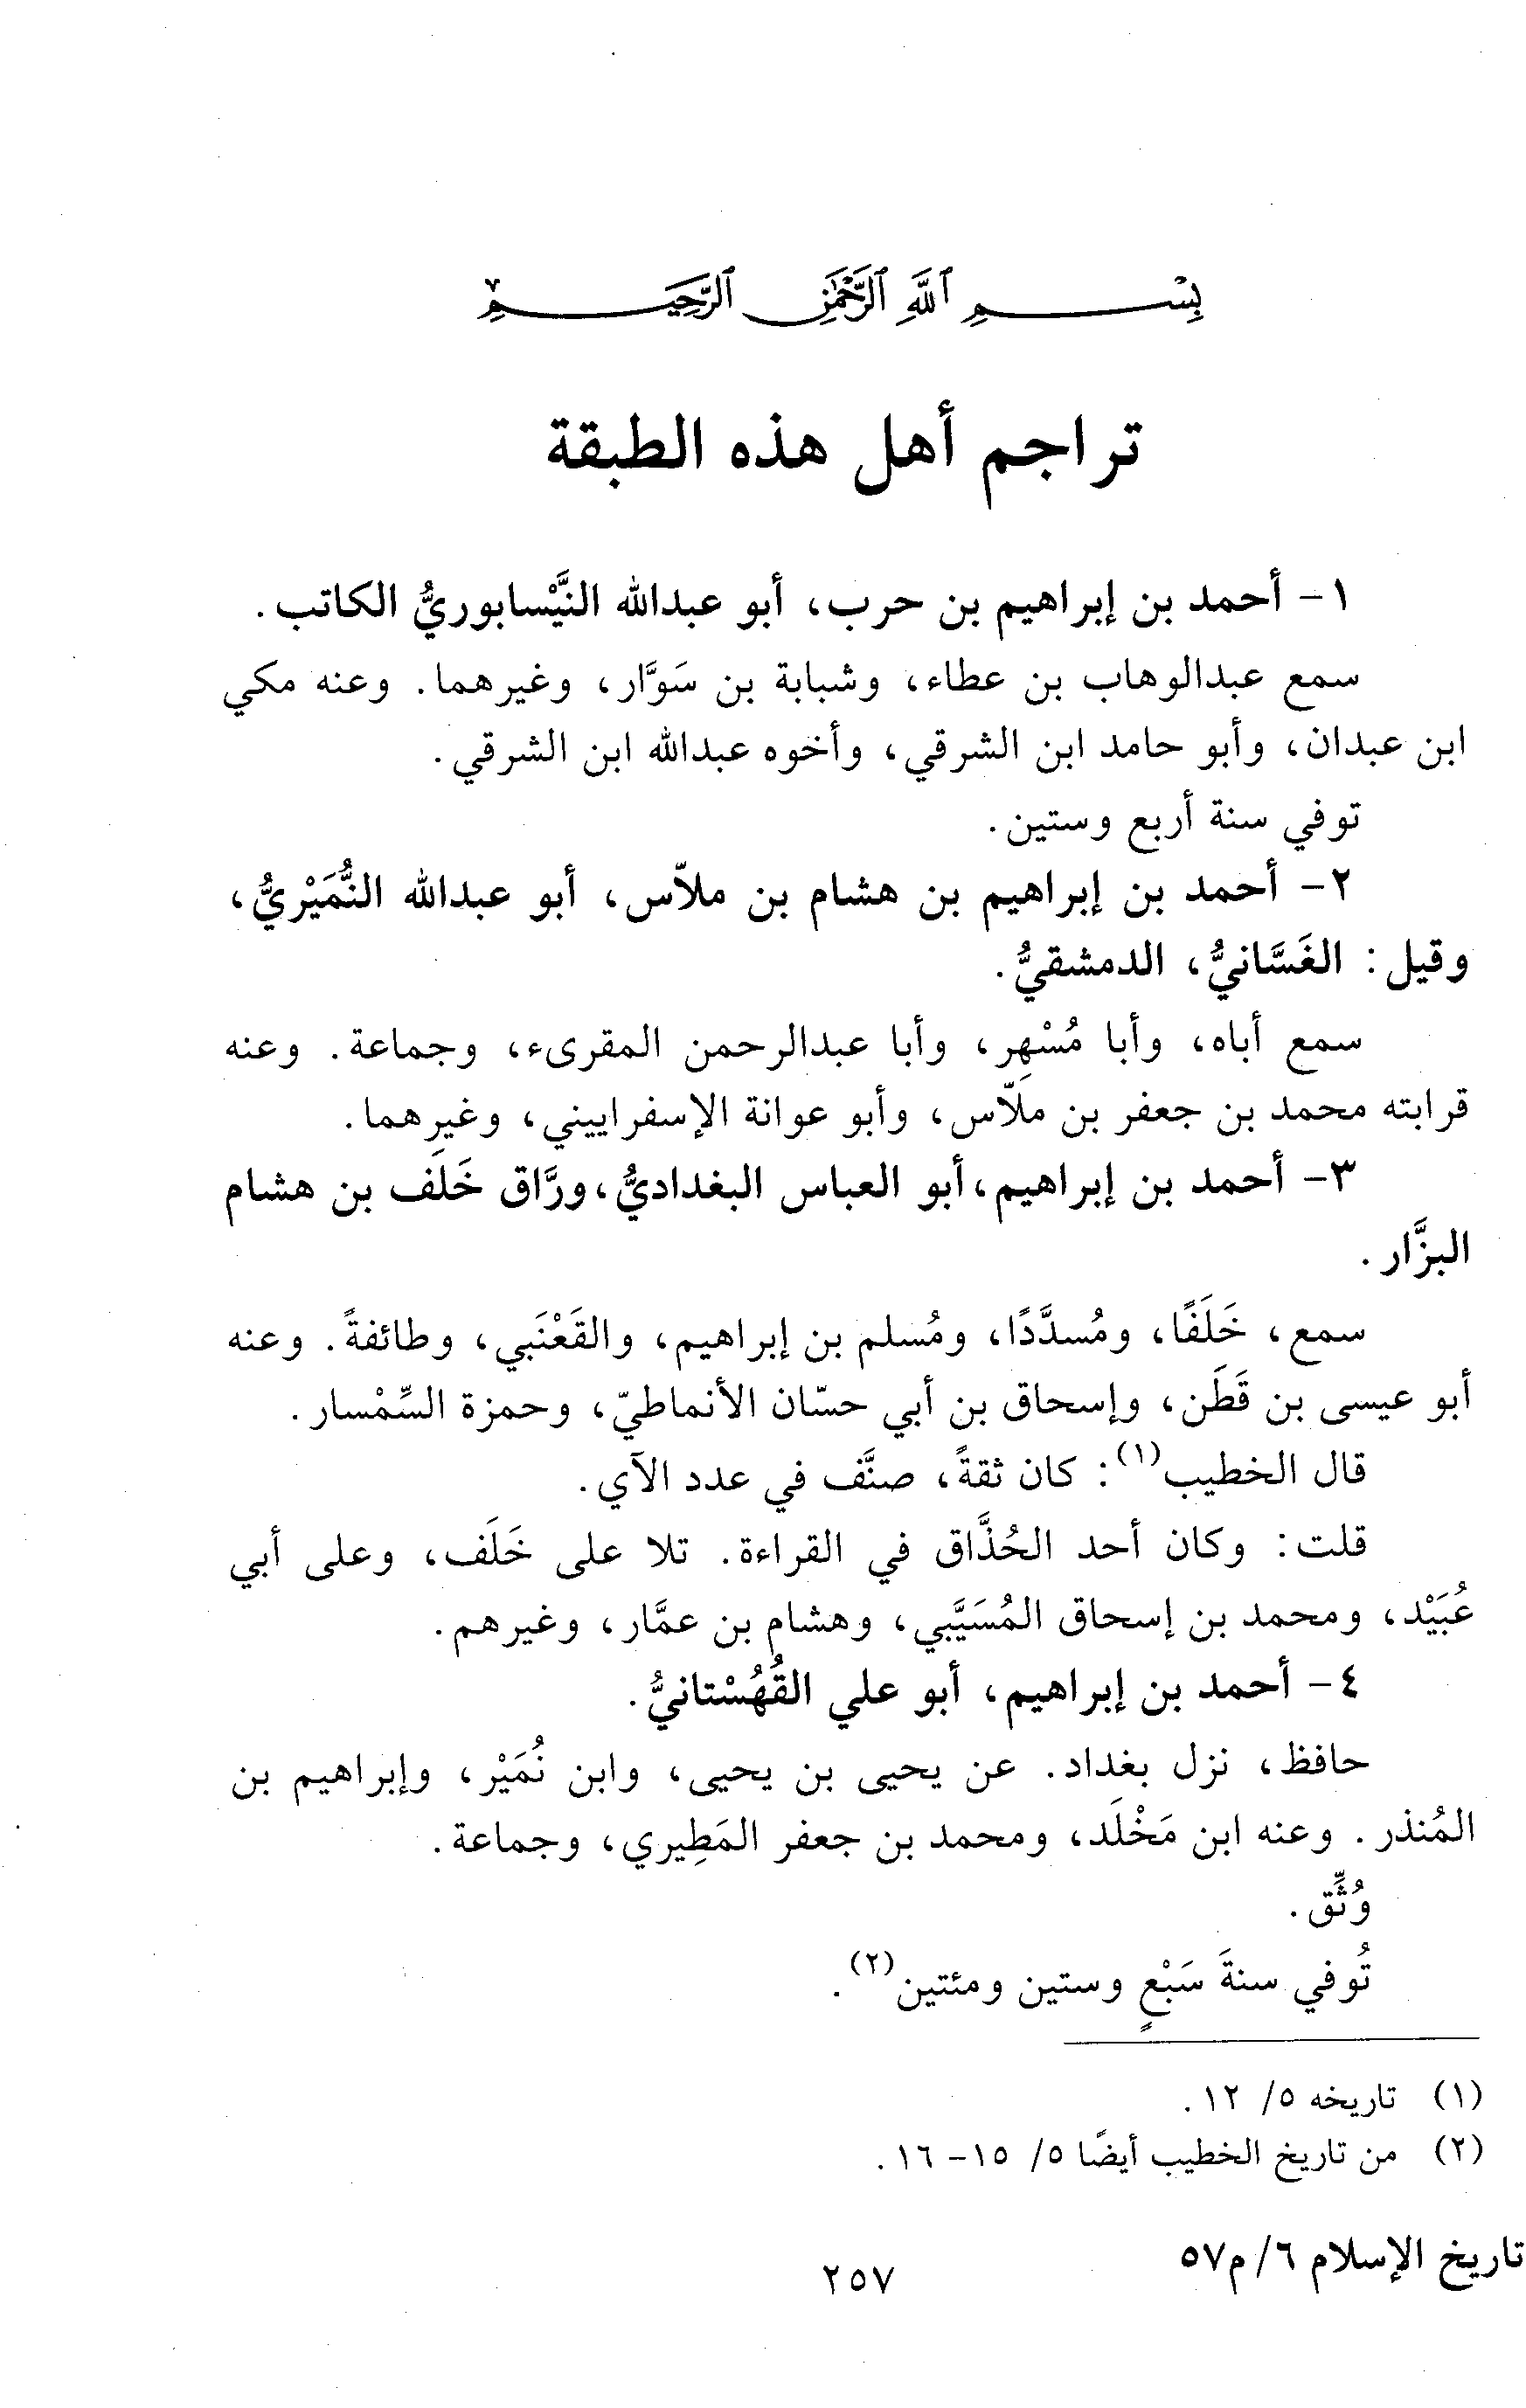 بِسْمِ ٱللَّهِ ٱلرَّحْمَٰنِ ٱلرَّحِيمِ
تراجم أهل هذه الطبقة
١- أحمد بن إبراهيم بن حرب، أبو عبدالله النَّيْسابوريُّ الكاتب.
سمع عبدالوهاب بن عطاء، وشبابة بن سَوَّار، وغيرهما. وعنه مكي
ابن عبدان، وأبو حامد ابن الشرقي، وأخوه عبدالله ابن الشرقي.
توفي سنة أربع وستين.
٢- أحمد بن إبراهيم بن هشام بن ملاّس، أبو عبدالله النُّمَيْريُّ،
وقيل: الغَسَّانيُّ، الدمشقيُّ.
سمع أباه، وأبا مُسْهِر، وأبا عبدالرحمن المقرىء، وجماعة. وعنه
قرابته محمد بن جعفر بن ملاّس، وأبو عوانة الإسفراييني، وغيرهما.
٣- أحمد بن إبراهيم، أبو العباس البغداديُّ، ورَّاق خَلَف بن هشام
البزَّار.
سمع، خَلَفًا، ومُسدَّدًا، ومُسلم بن إبراهيم، والقَعْنَبي، وطائفةً. وعنه
أبو عيسى بن قَطَن، وإسحاق بن أبي حسّان الأنماطيّ، وحمزة السِّمْسار.
قال الخطيب(١): كان ثقةً، صنَّف في عدد الآي.
قلت: وكان أحد الحُذَّاق في القراءة. تلا على خَلَف، وعلى أبي
عُبَيْد، ومحمد بن إسحاق المُسَيَّبي، وهشام بن عمَّار، وغيرهم.
٤- أحمد بن إبراهيم، أبو علي القُهُسْتانيُّ.
حافظ، نزل بغداد. عن يحيى بن يحيى، وابن نُمَيْر، وإبراهيم بن
المُنذر. وعنه ابن مَخْلَد، ومحمد بن جعفر المَطِيري، وجماعة.
وُثِّق.
تُوفي سنةَ سَبْعٍ وستين ومئتين(٢).
(١) تاريخه ٥/ ١٢.
(٢) من تاريخ الخطيب أيضًا ٥/ ١٥- ١٦.
تاريخ الإسلام ٦/ م٥٧
٢٥٧